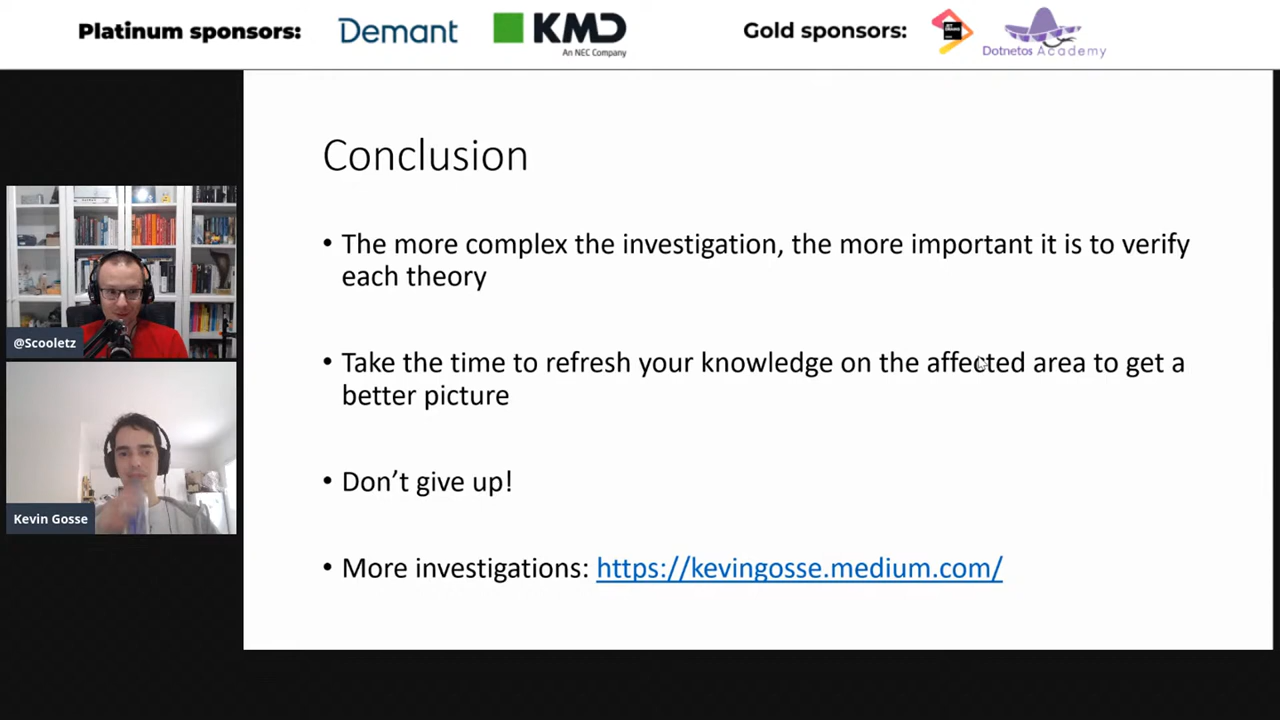 Platinum sponsors:
Demant
KMD
An NEC Company
Gold sponsors:
JET
BRAINS
Dotnetos Academy
Conclusion
• The more complex the investigation, the more important it is to verify
each theory
• Take the time to refresh your knowledge on the affected area to get a
better picture
• Don’t give up!
• More investigations: https://kevingosse.medium.com/
@Scooletz
Kevin Gosse